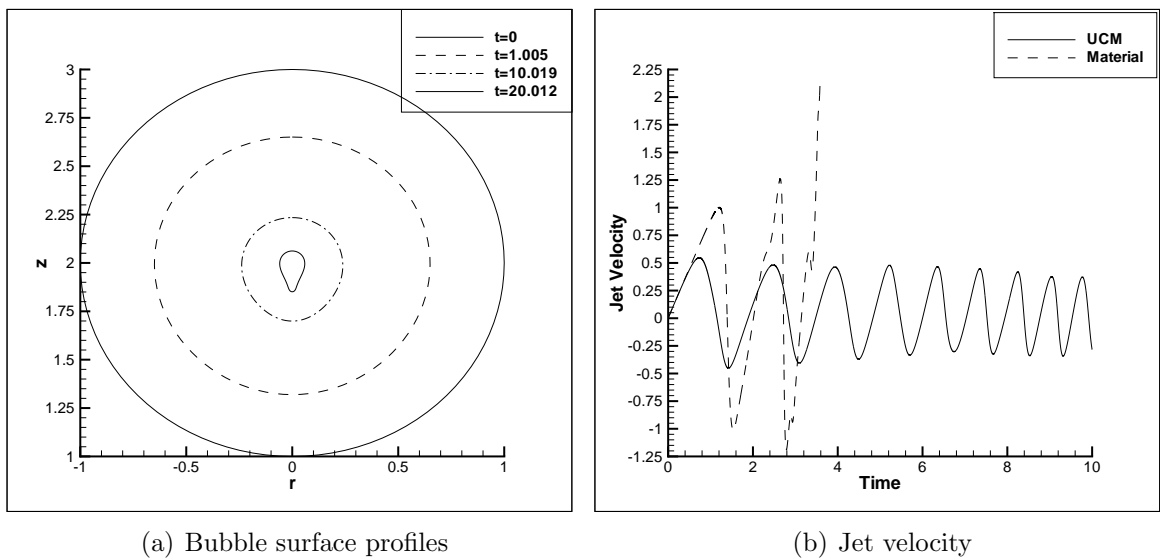 t=0
t=1.005
t=10.019
t=20.012
3
2.75
2.5
2.25
2
1.75
1.5
1.25
1
z
-1
-0.5
0
0.5
1
r
(a) Bubble surface profiles
UCM
Material
2.25
2
1.75
1.5
1.25
1
0.75
0.5
0.25
0
-0.25
-0.5
-0.75
-1
-1.25
Jet Velocity
0
2
4
6
8
10
Time
(b) Jet velocity